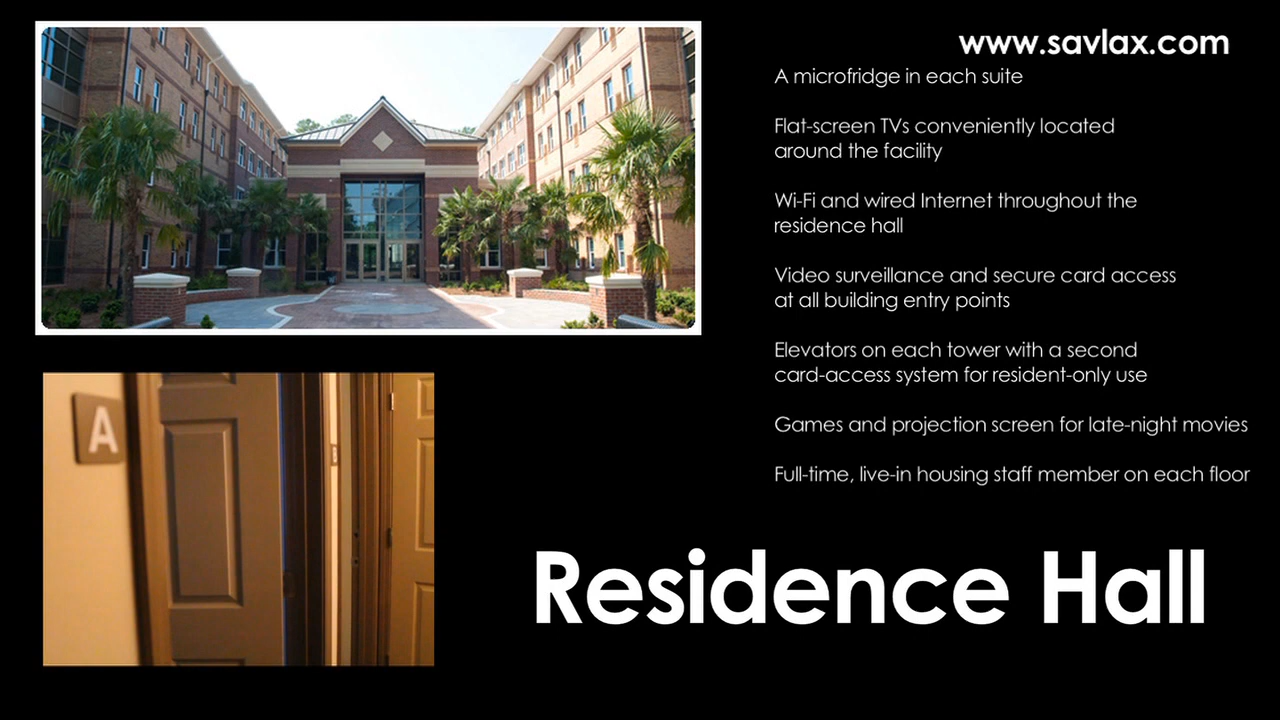 www.savlax.com
A microfridge in each suite
Flat-screen TVs conveniently located
around the facility
Wi-Fi and wired Internet throughout the
residence hall
Video surveillance and secure card access
at all building entry points
Elevators on each tower with a second
card-access system for resident-only use
Games and projection screen for late-night movies
Full-time, live-in housing staff member on each floor
A
B
Residence Hall